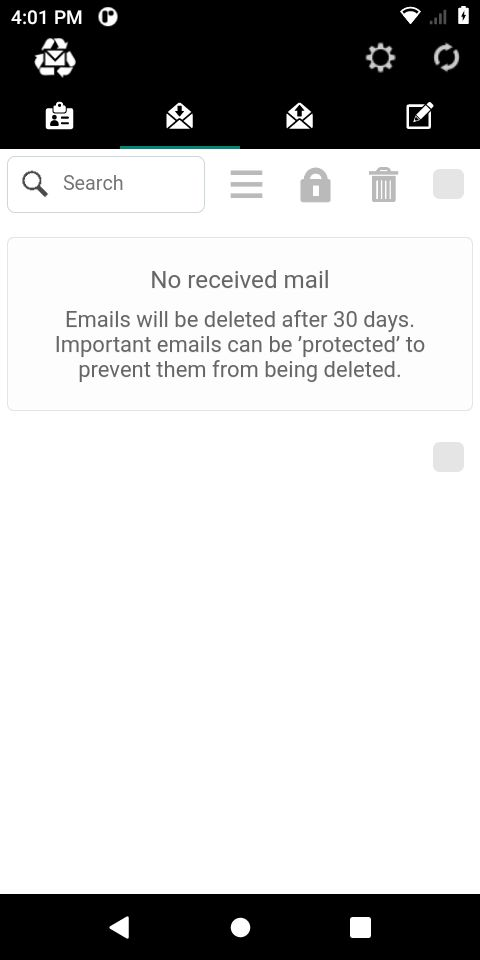 4:01 PM
Search
No received mail
Emails will be deleted after 30 days.
Important emails can be ’protected’ to
prevent them from being deleted.